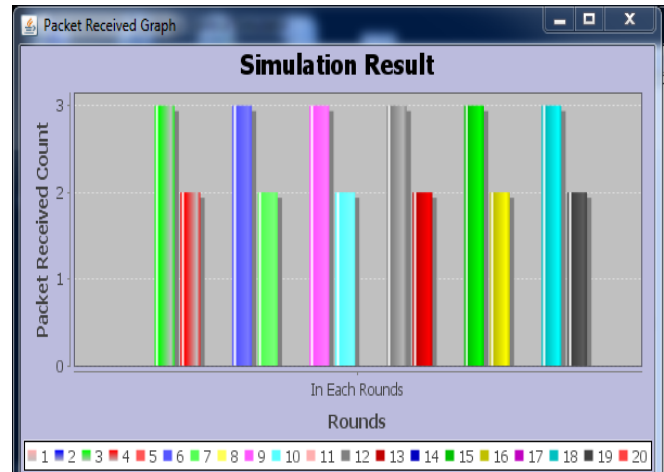 Packet Received Graph
Simulation Result
Packet Received Count
3
2
1
0
In Each Rounds
Rounds
1 2 3 4 5 6 7 8 9 10 11 12 13 14 15 16 17 18 19 20